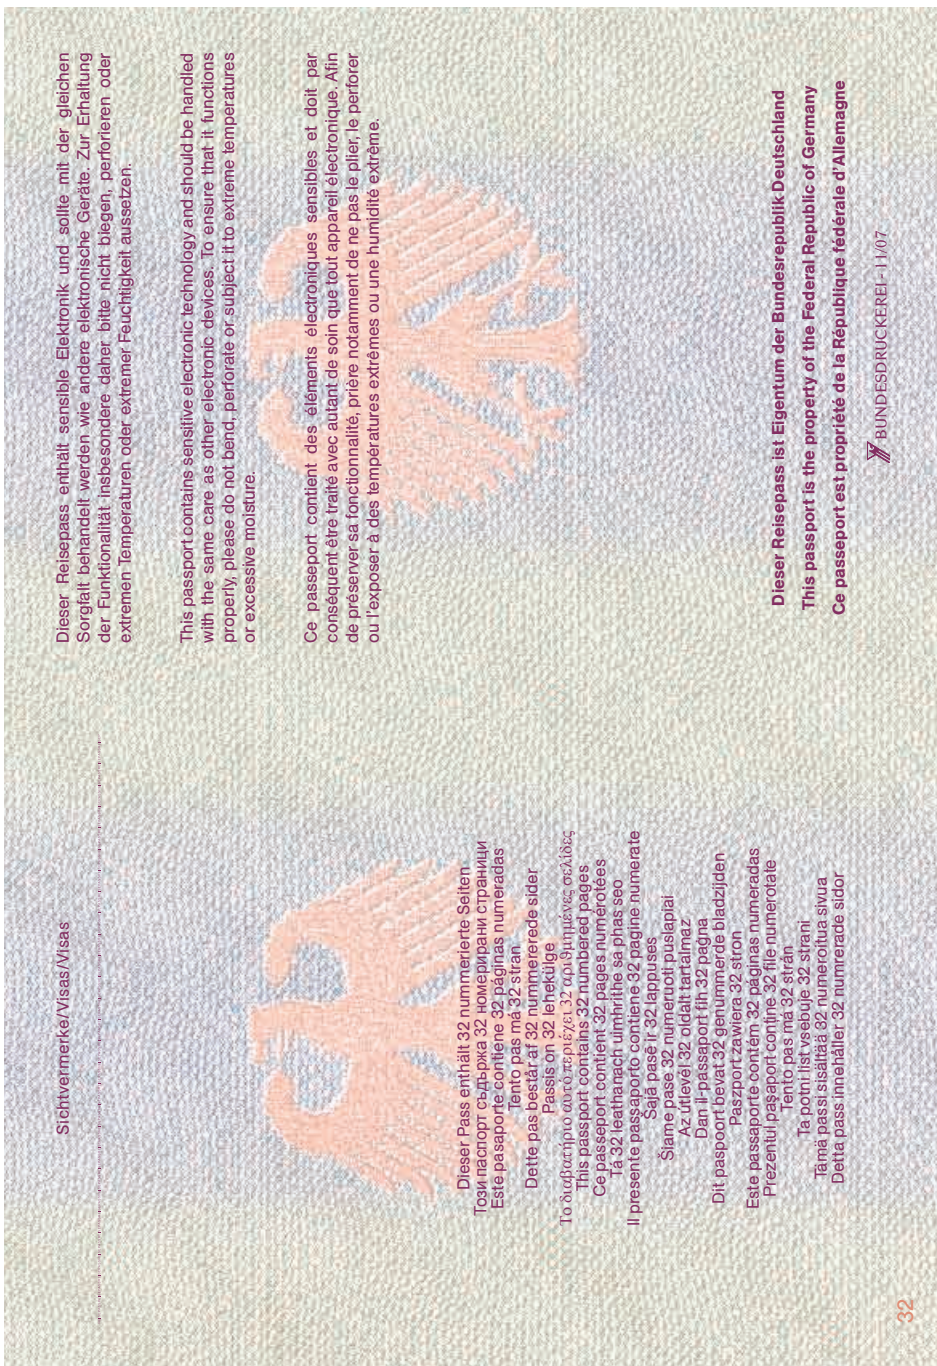 Dieser Reisepass enthält sensible Elektronik und sollte mit der gleichen
Sorgfalt behandelt werden wie andere elektronische Geräte. Zur Erhaltung
der Funktionalität insbesondere daher bitte nicht biegen, perforieren oder
extremen Temperaturen oder extremer Feuchtigkeit aussetzen.
This passport contains sensitive electronic technology and should be handled
with the same care as other electronic devices. To ensure that it functions
properly, please do not bend, perforate or subject it to extreme temperatures
or excessive moisture.
Ce passeport contient des éléments électroniques sensibles et doit par
conséquent être traité avec autant de soin que tout appareil électronique. Afin
de préserver sa fonctionnalité, prière notamment de ne pas le plier, le perforer
ou l'exposer à des températures extrêmes ou une humidité extrême.
Dieser Reisepass ist Eigentum der Bundesrepublik Deutschland
This passport is the property of the Federal Republic of Germany
Ce passeport est propriété de la République fédérale d'Allemagne
BUNDESDRUCKEREI-11/07
Sichtvermerke/Visas/Visas
Dieser Pass enthält 32 nummerierte Seiten
Този паспорт съдържа 32 номерирани страници
Este pasaporte contiene 32 páginas numeradas
Tento pas má 32 stran
Dette pas består af 32 nummererede sider
Passis on 32 lehekülge
Το διαβατήριο αυτό περιέχει 32 αριθμημένες σελίδες
This passport contains 32 numbered pages
Ce passeport contient 32 pages numérotées
Tá 32 leathanach uimhrithe sa phas seo
Il presente passaporto contiene 32 pagine numerate
Šajā pasē ir 32 lappuses
Šiame pase 32 numeruoti puslapiai
Az útlevél 32 oldalt tartalmaz
Dan il-passaport fih 32 paġna
Dit paspoort bevat 32 genummerde bladzijden
Paszport zawiera 32 stron
Este passaporte contém 32 páginas numeradas
Prezentul paşaport conţine 32 file numerotate
Tento pas má 32 strán
Ta potni list vsebuje 32 strani
Tämä passi sisältää 32 numeroitua sivua
Detta pass innehåller 32 numrerade sidor
32